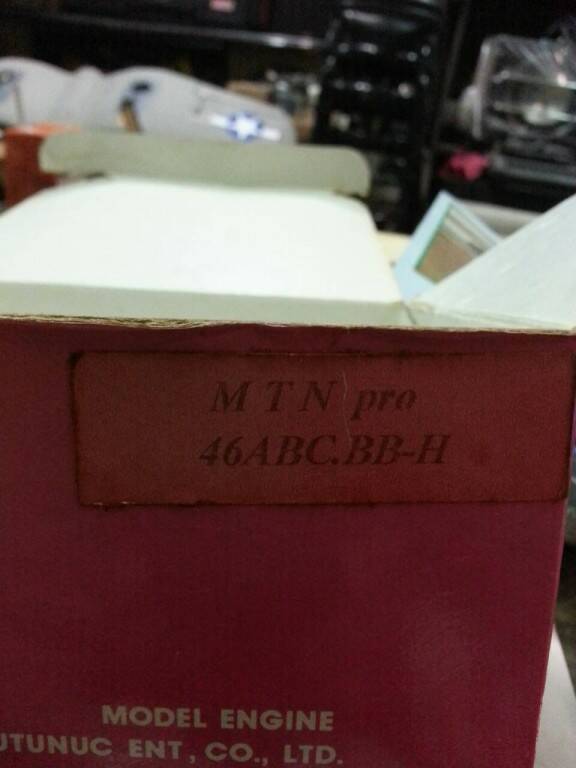 M T N pro
46ABC.BB-H
MODEL ENGINE
UTUNUC ENT, CO., LTD.